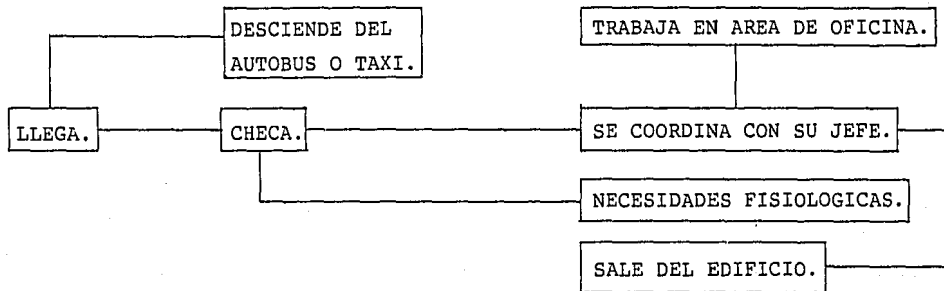 DESCIENDE DEL
AUTOBUS O TAXI.
TRABAJA EN AREA DE OFICINA.
LLEGA.
CHECA.
SE COORDINA CON SU JEFE.
NECESIDADES FISIOLOGICAS.
SALE DEL EDIFICIO.